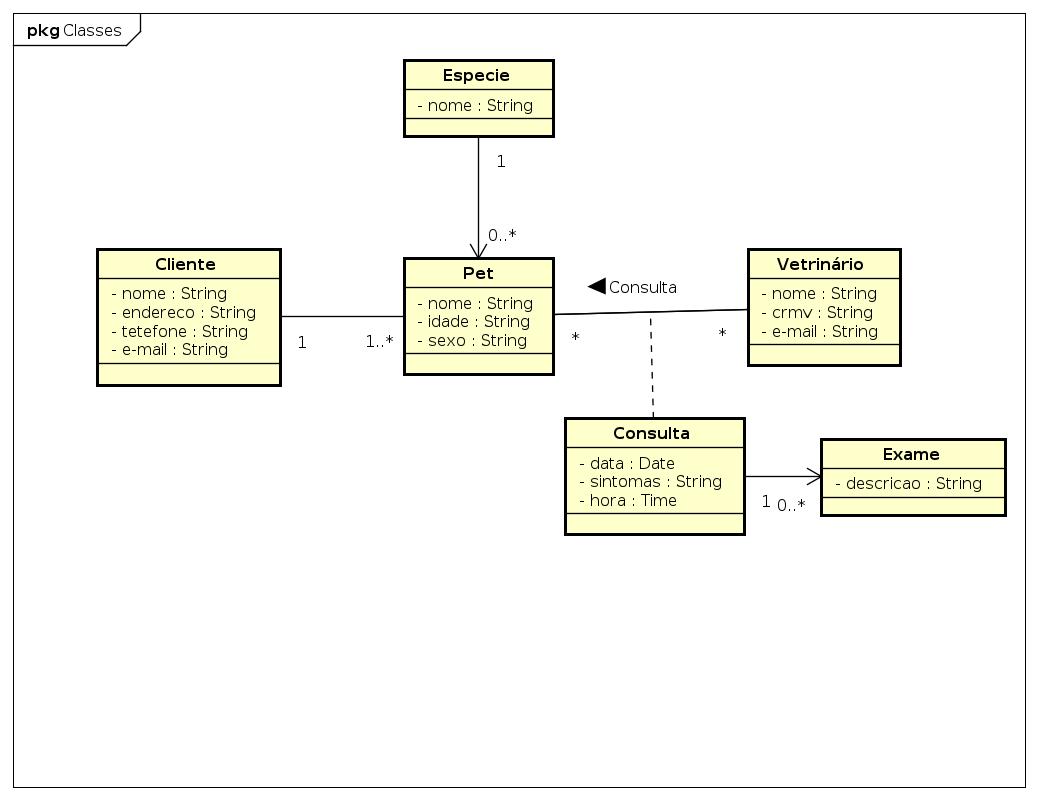 pkg Classes
Especie
- nome : String
1
0..*
Cliente
- nome : String
- endereco : String
- tetefone : String
- e-mail : String
1
1..*
Pet
- nome : String
- idade : String
- sexo : String
Consulta
*
*
Vetrinário
- nome : String
- crmv : String
- e-mail : String
Consulta
- data : Date
- sintomas : String
- hora : Time
1
0..*
Exame
- descricao : String